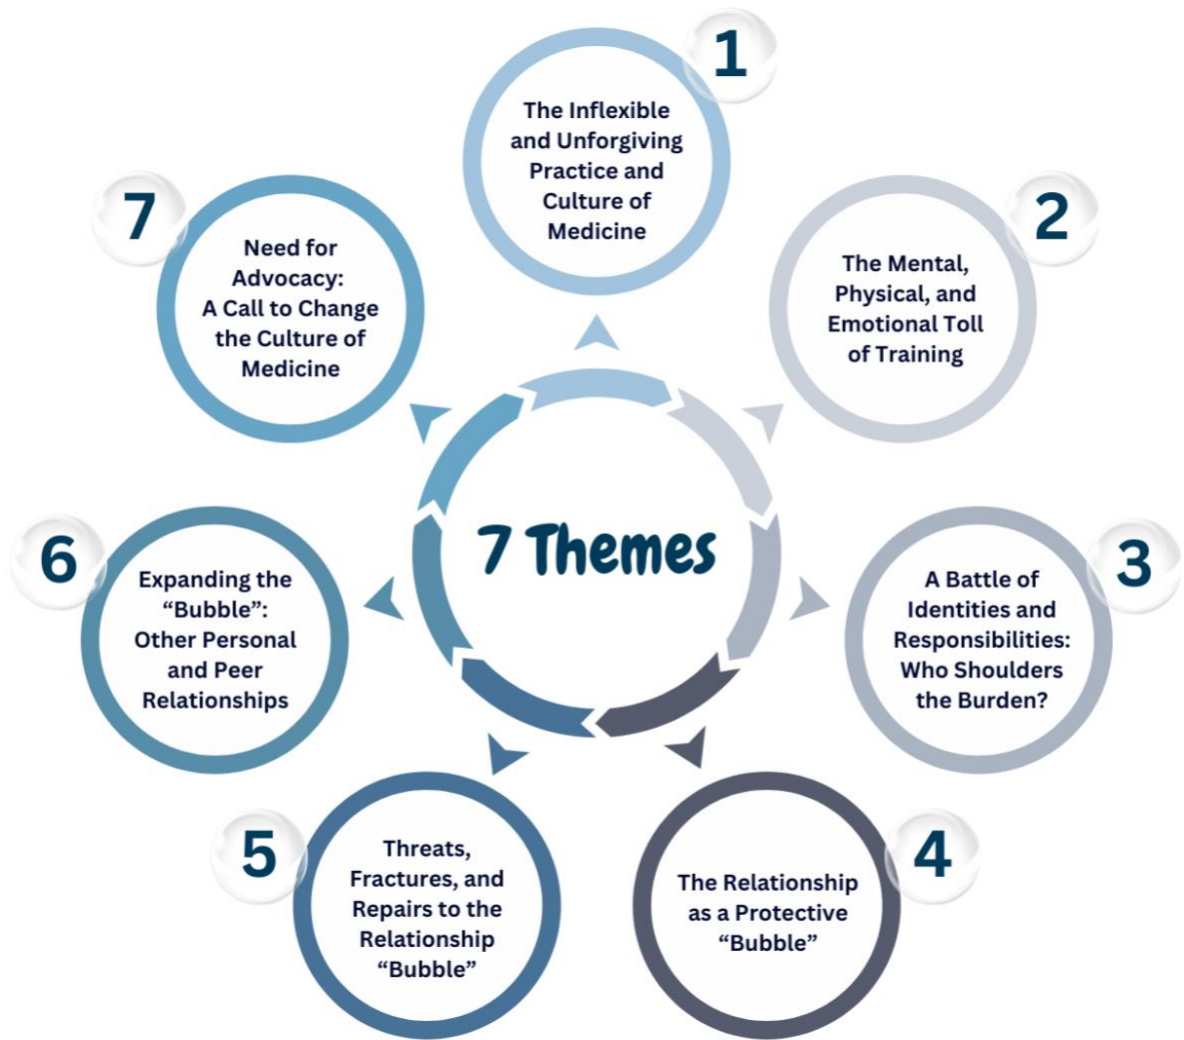 7 Themes
1
The Inflexible
and Unforgiving
Practice and
Culture of
Medicine
2
The Mental,
Physical, and
Emotional Toll
of Training
3
A Battle of
Identities and
Responsibilities:
Who Shoulders
the Burden?
4
The Relationship
as a Protective
“Bubble”
5
Threats,
Fractures, and
Repairs to the
Relationship
“Bubble”
6
Expanding the
“Bubble”:
Other Personal
and Peer
Relationships
7
Need for
Advocacy:
A Call to Change
the Culture of
Medicine